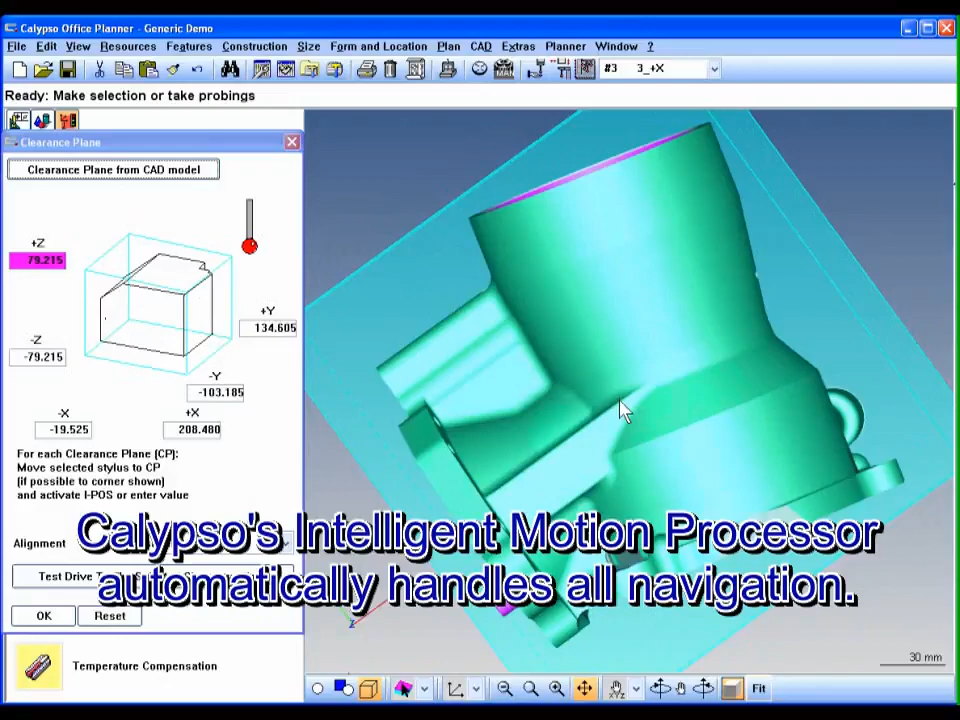 Calypso Office Planner - Generic Demo
File Edit View Resources Features Construction Size Form and Location Plan CAD Extras Planner Window ?
#3 3_+X
Ready: Make selection or take probings
Clearance Plane
Clearance Plane from CAD model
+Z
79.215
+Y
134.605
-Z
-79.215
-Y
-103.185
-X +X
-19.525 208.480
For each Clearance Plane (CP):
Move selected stylus to CP
(if possible to corner shown)
and activate I-POS or enter value
Calypso's Intelligent Motion Processor
Alignment
Test Drive
automatically handles all navigation.
OK Reset
Z
30 mm
Temperature Compensation
Fit